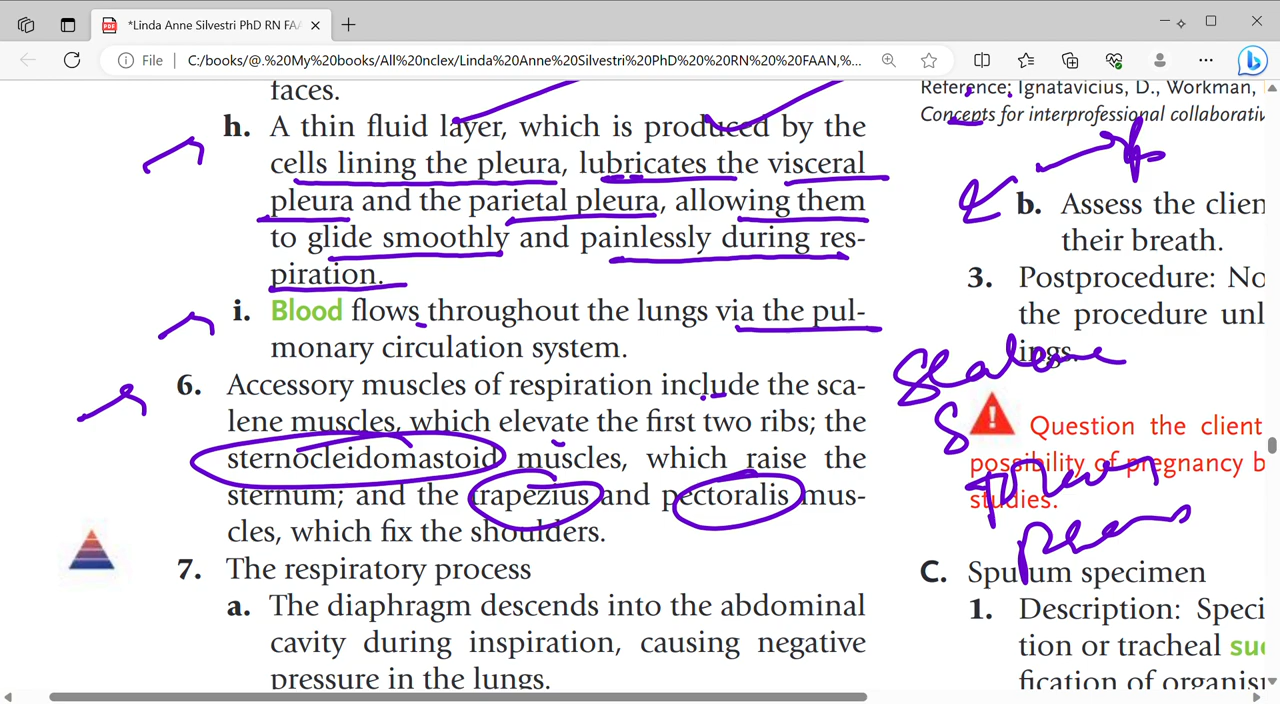 *Linda Anne Silvestri PhD RN FAA
File
C:/books/@.%20My%20books/All%20nclex/Linda%20Anne%20Silvestri%20PhD%20%20RN%20%20FAAN,%...
faces.
h. A thin fluid layer, which is produced by the
cells lining the pleura, lubricates the visceral
pleura and the parietal pleura, allowing them
to glide smoothly and painlessly during res-
piration.
i. Blood flows throughout the lungs via the pul-
monary circulation system.
6. Accessory muscles of respiration include the sca-
lene muscles, which elevate the first two ribs; the
sternocleidomastoid muscles, which raise the
sternum; and the trapezius and pectoralis mus-
cles, which fix the shoulders.
7. The respiratory process
a. The diaphragm descends into the abdominal
cavity during inspiration, causing negative
pressure in the lungs.
Reference: Ignatavicius, D., Workman,
Concepts for interprofessional collaborativ
b. Assess the clien
their breath.
3. Postprocedure: No
the procedure unl
ings.
Scalene
S
Question the client
possibility of pregnancy b
studies.
C. Sputum specimen
1. Description: Speci
tion or tracheal suc
fication of organis